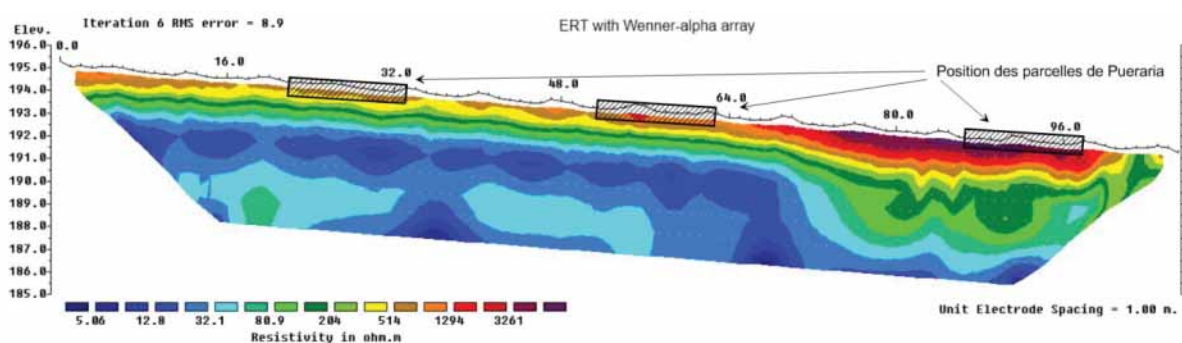 Iteration 6 RMS error = 8.9
ERT with Wenner-alpha array
Elev.
196.0
195.0
194.0
193.0
192.0
191.0
190.0
189.0
188.0
187.0
186.0
185.0
0.0
16.0
32.0
48.0
64.0
80.0
96.0
Position des parcelles de Pueraria
5.06 12.8 32.1 80.9 204 514 1294 3261
Resistivity in ohm.m
Unit Electrode Spacing = 1.00 m.